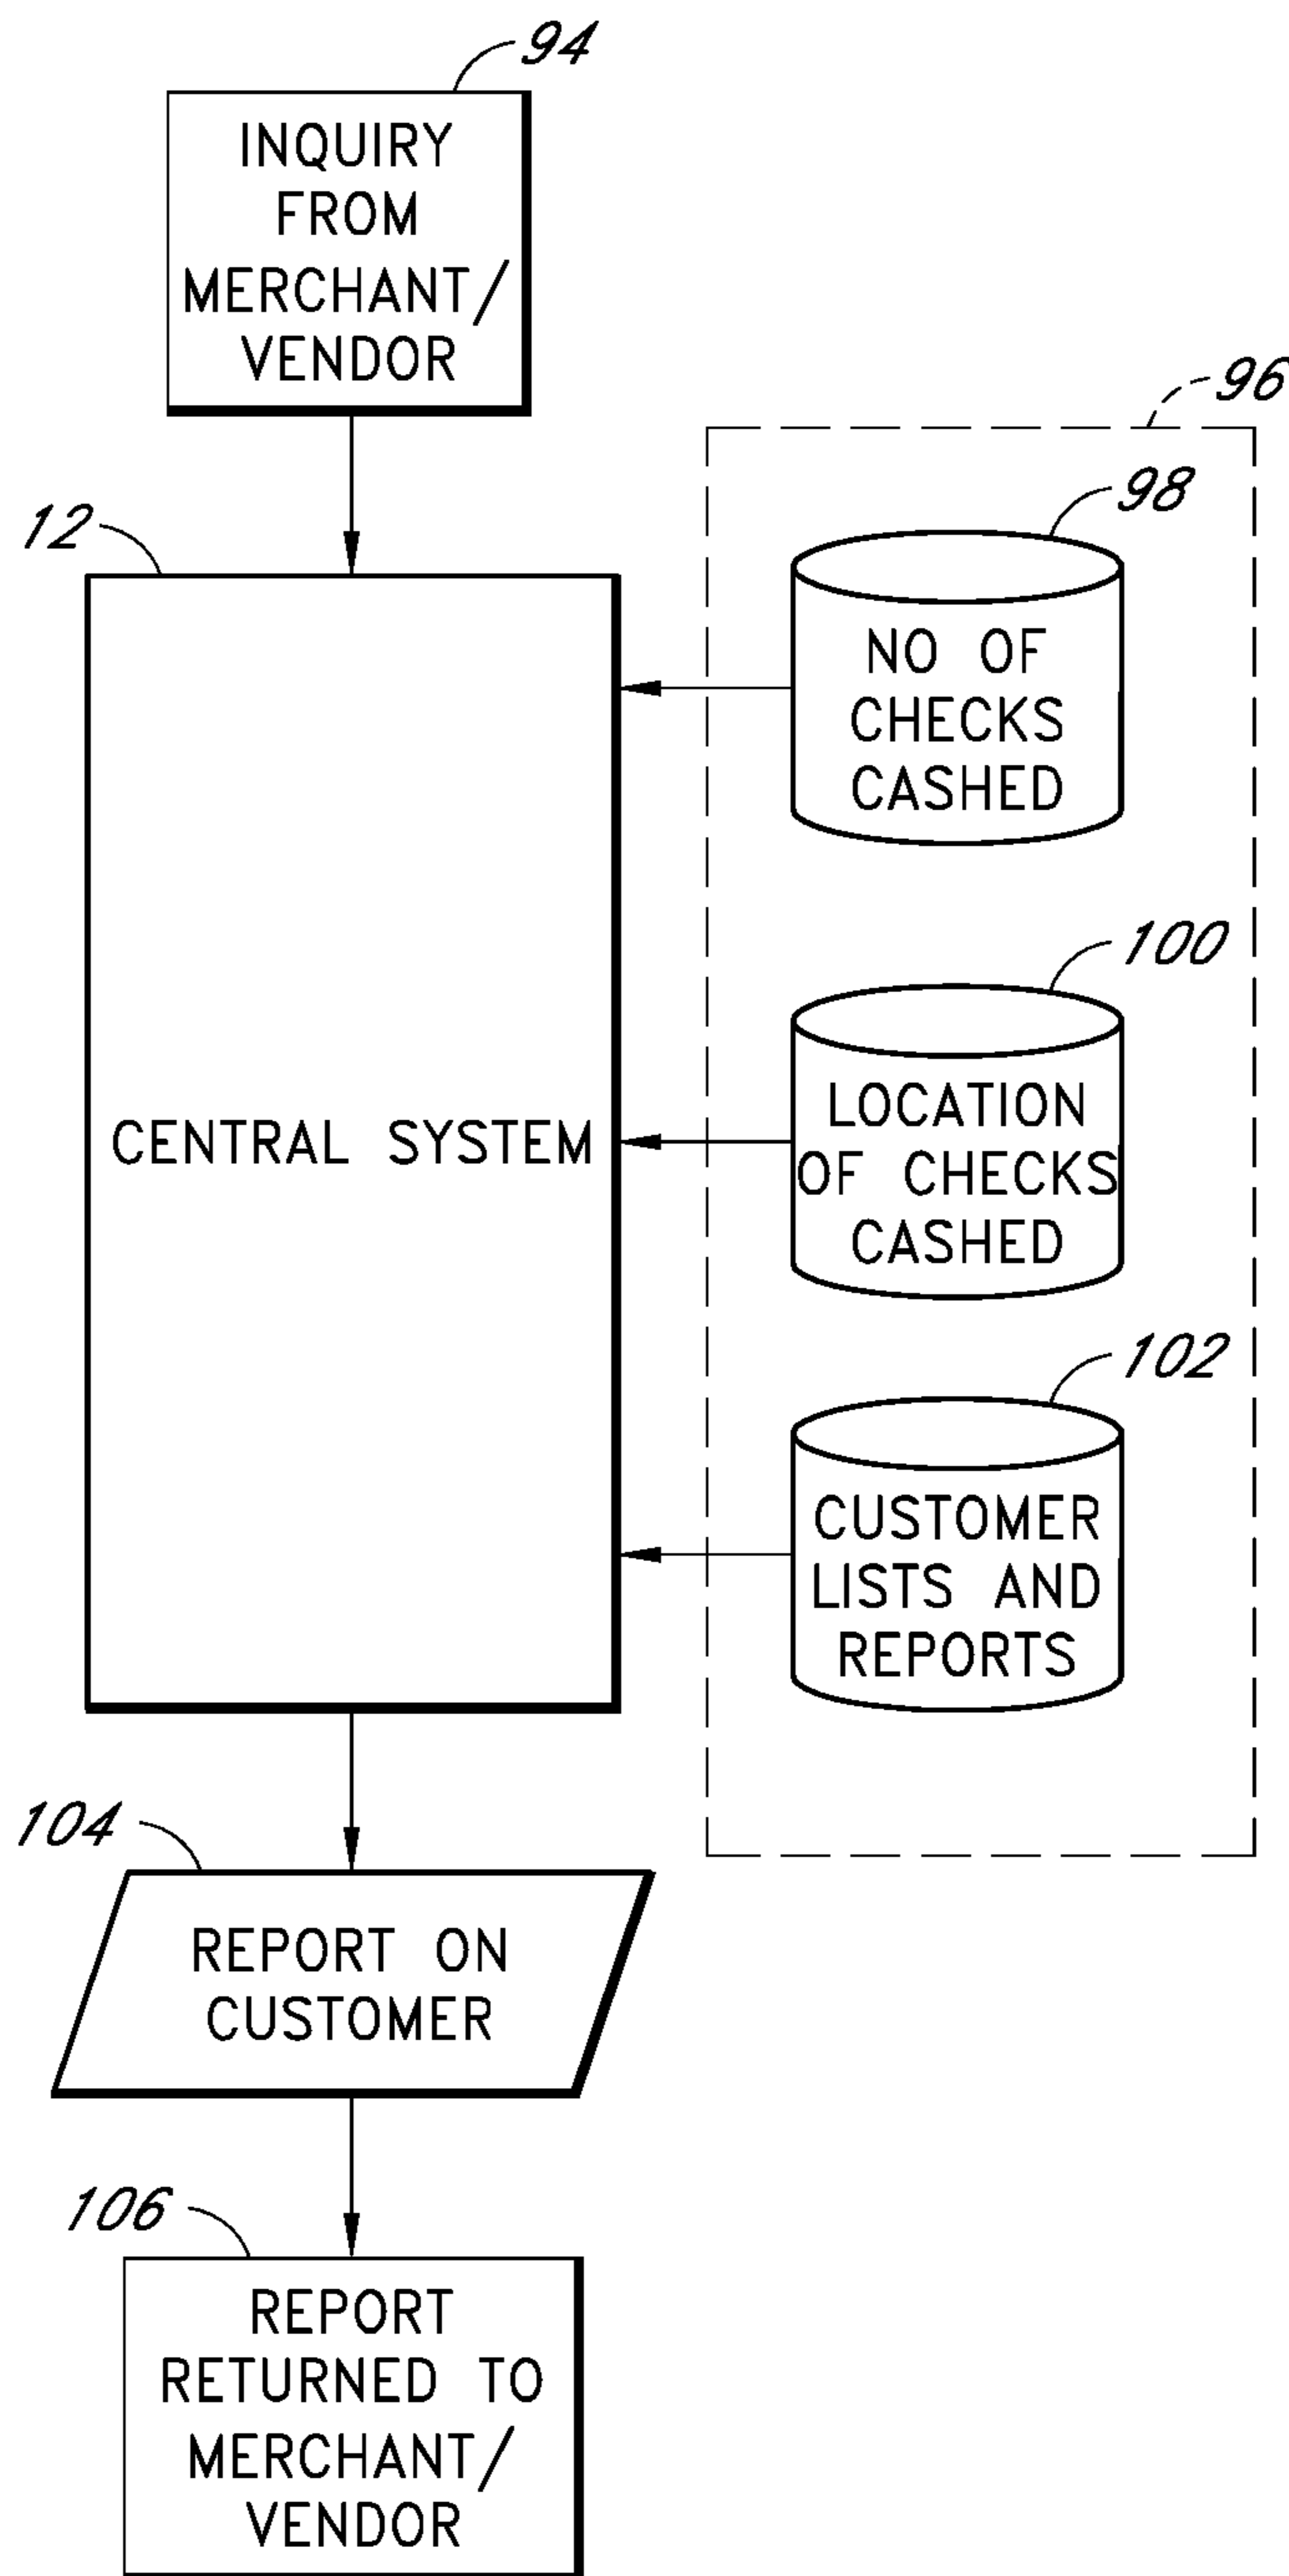 94
INQUIRY
FROM
MERCHANT/
VENDOR
96
12
98
NO OF
CHECKS
CASHED
100
CENTRAL SYSTEM
LOCATION
OF CHECKS
CASHED
102
CUSTOMER
LISTS AND
REPORTS
104
REPORT ON
CUSTOMER
106
REPORT
RETURNED TO
MERCHANT/
VENDOR